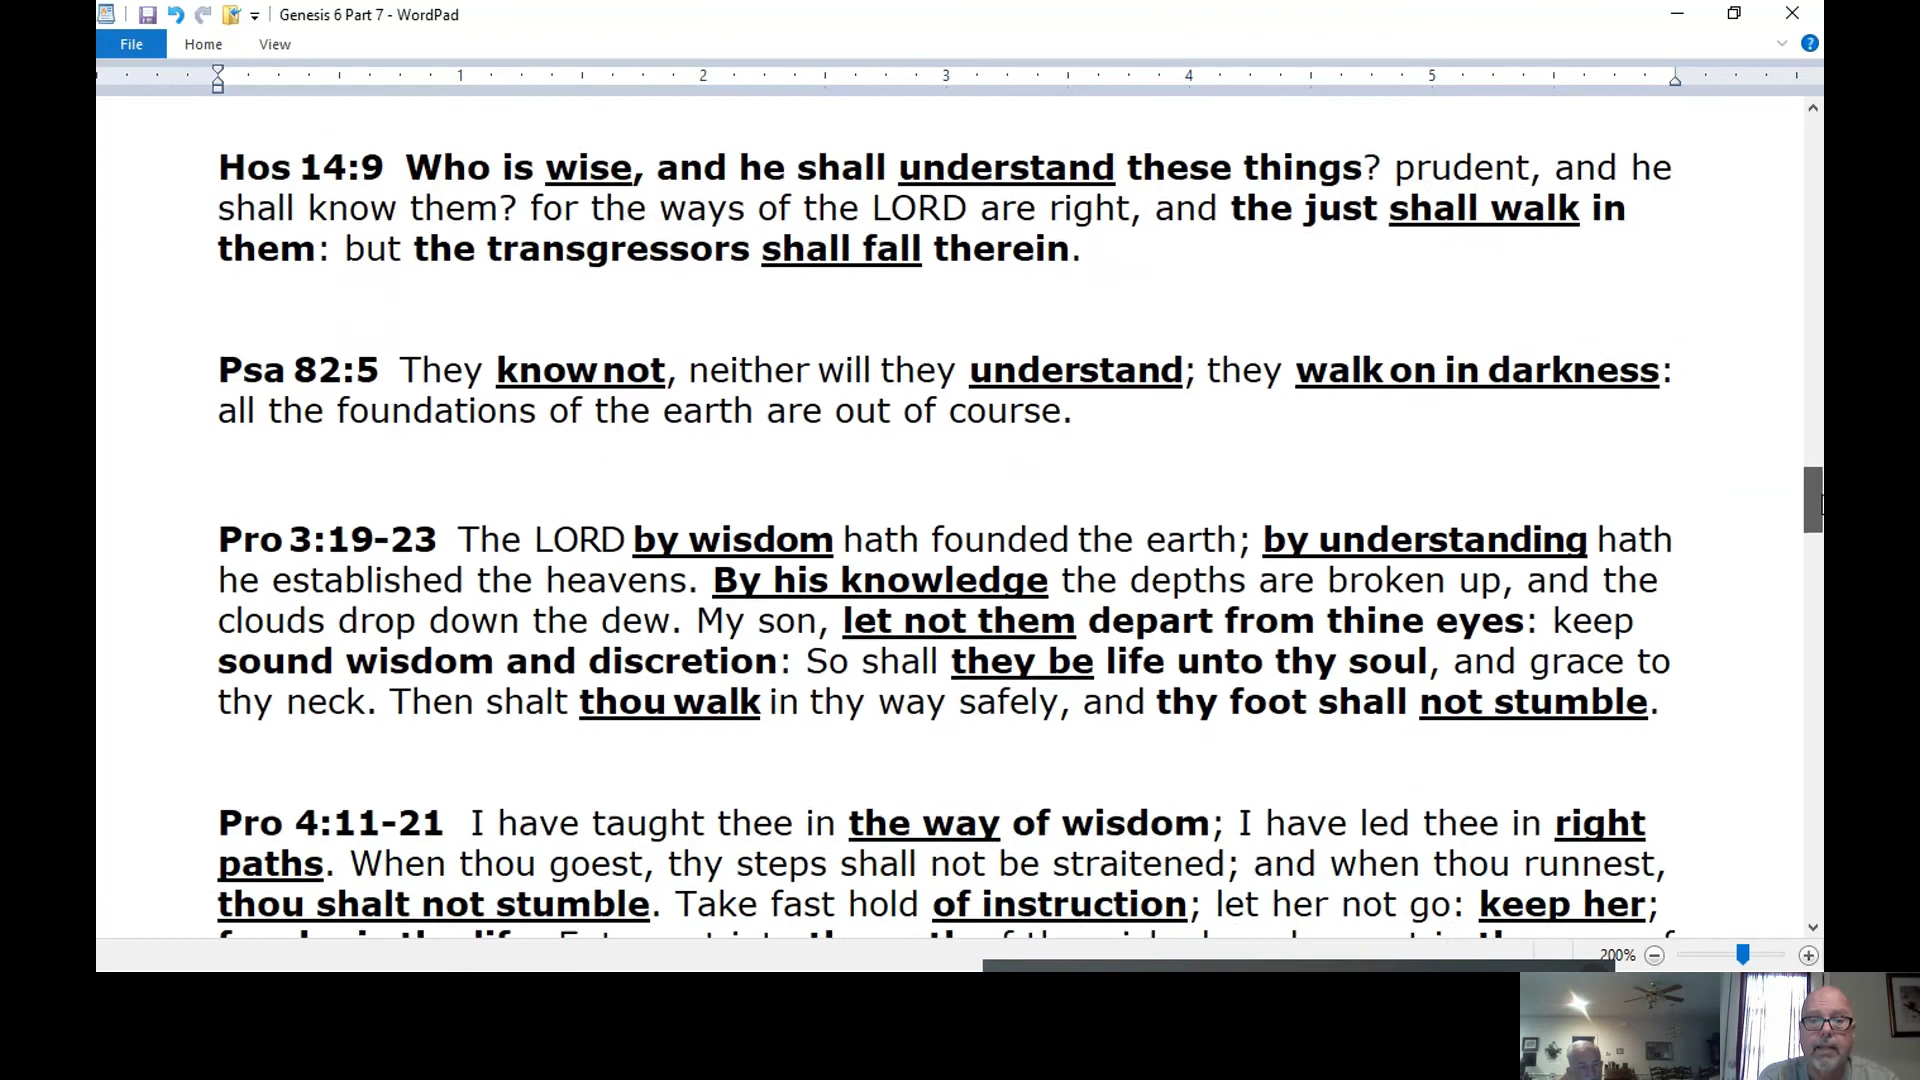 Genesis 6 Part 7 - WordPad
File Home View
1 2 3 4 5
Hos 14:9 Who is wise, and he shall understand these things? prudent, and he
shall know them? for the ways of the LORD are right, and the just shall walk in
them: but the transgressors shall fall therein.
Psa 82:5 They know not, neither will they understand; they walk on in darkness:
all the foundations of the earth are out of course.
Pro 3:19-23 The LORD by wisdom hath founded the earth; by understanding hath
he established the heavens. By his knowledge the depths are broken up, and the
clouds drop down the dew. My son, let not them depart from thine eyes: keep
sound wisdom and discretion: So shall they be life unto thy soul, and grace to
thy neck. Then shalt thou walk in thy way safely, and thy foot shall not stumble.
Pro 4:11-21 I have taught thee in the way of wisdom; I have led thee in right
paths. When thou goest, thy steps shall not be straitened; and when thou runnest,
thou shalt not stumble. Take fast hold of instruction; let her not go: keep her;
200%